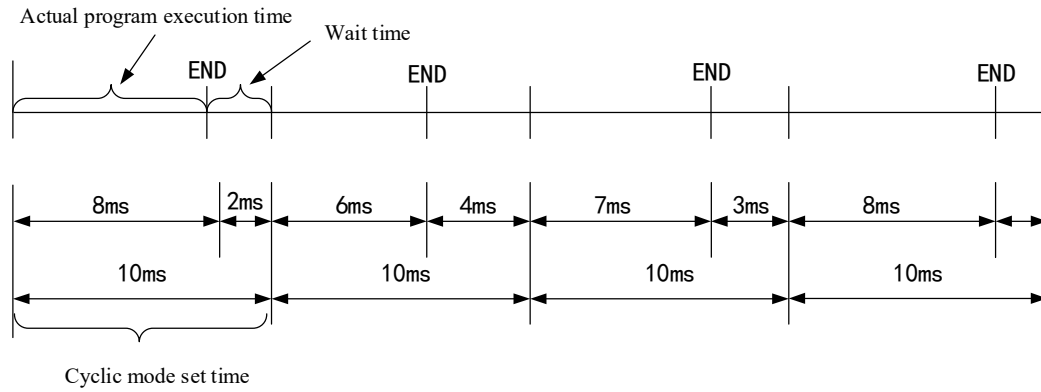 Actual program execution time
Wait time
END
END
END
END
8ms
2ms
6ms
4ms
7ms
3ms
8ms
10ms
10ms
10ms
10ms
Cyclic mode set time